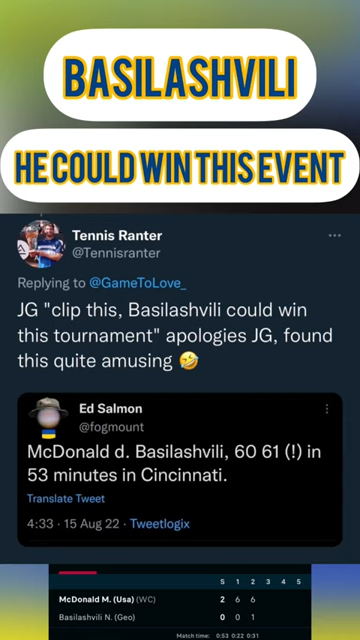 BASILASHVILI
HE COULD WIN THIS EVENT
Tennis Ranter
@Tennisranter
Replying to @GameToLove_
JG "clip this, Basilashvili could win
this tournament" apologies JG, found
this quite amusing 🤣
Ed Salmon
@fogmount
McDonald d. Basilashvili, 60 61 (!) in
53 minutes in Cincinnati.
Translate Tweet
4:33 · 15 Aug 22 · Tweetlogix
S 1 2 3 4 5
McDonald M. (Usa) (WC) 2 6 6
Basilashvili N. (Geo) 0 0 1
Match time: 0:53 0:22 0:31